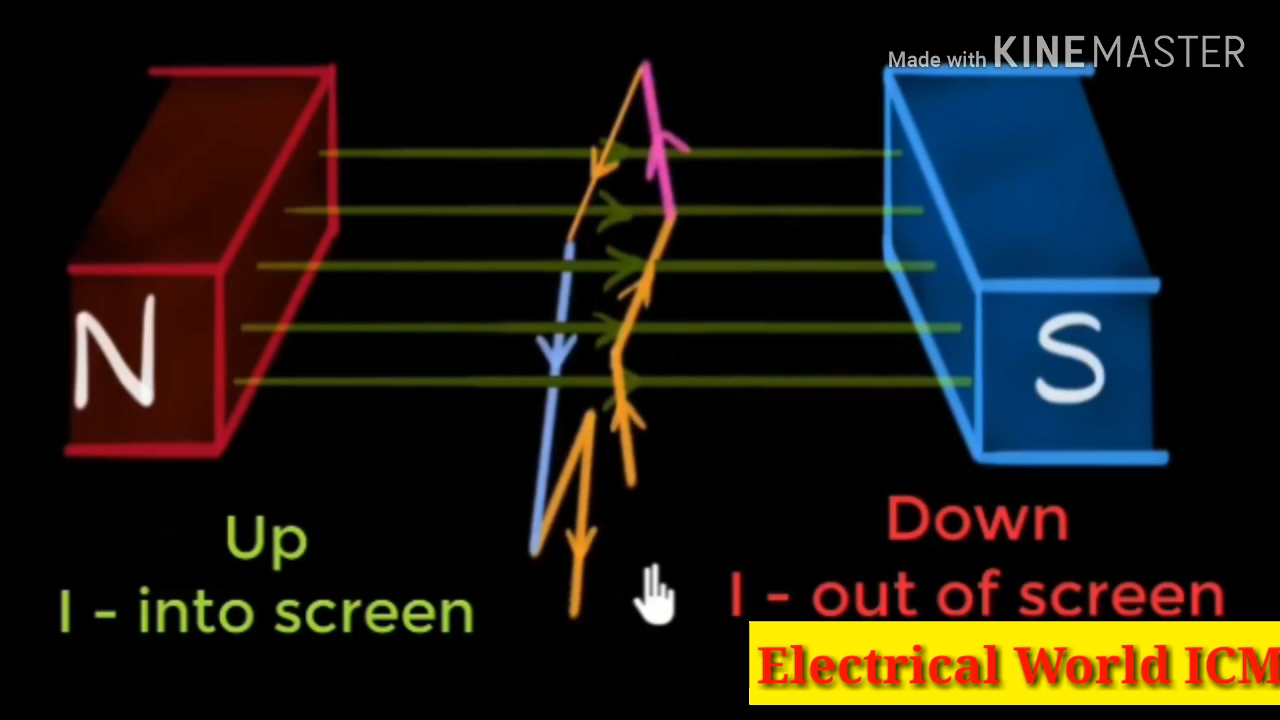 Made with KINEMASTER
N
S
Up
I - into screen
Down
I - out of screen
Electrical World ICM